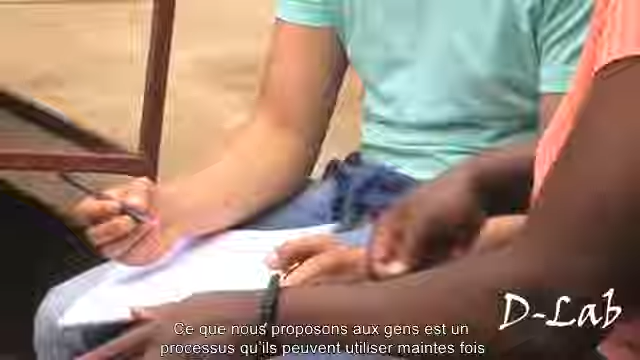 D-Lab
Ce que nous proposons aux gens est un
processus qu'ils peuvent utiliser maintes fois